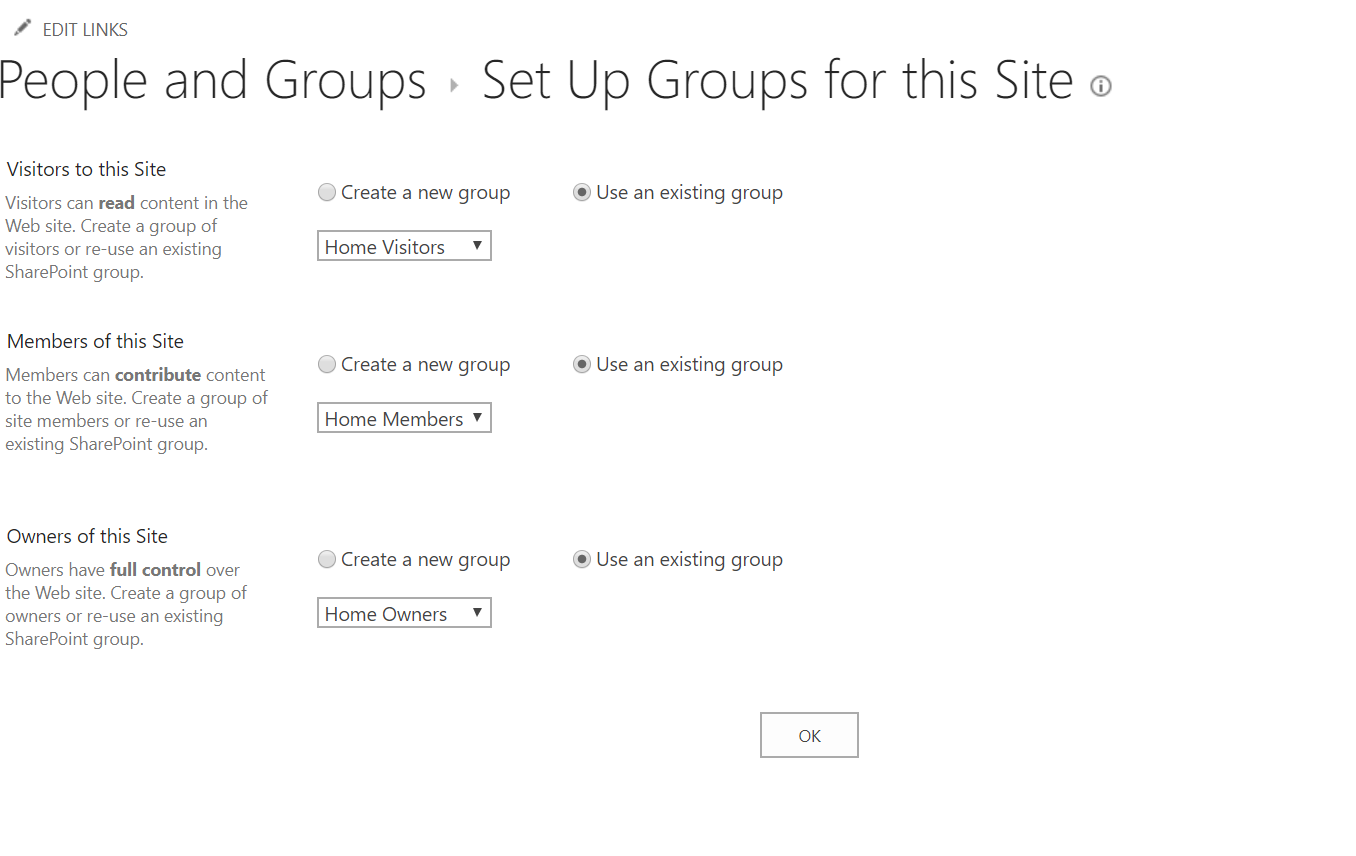 EDIT LINKS
People and Groups ▸ Set Up Groups for this Site
Visitors to this Site
Visitors can read content in the
Web site. Create a group of
visitors or re-use an existing
SharePoint group.
Create a new group
Use an existing group
Home Visitors
Members of this Site
Members can contribute content
to the Web site. Create a group of
site members or re-use an
existing SharePoint group.
Create a new group
Use an existing group
Home Members
Owners of this Site
Owners have full control over
the Web site. Create a group of
owners or re-use an existing
SharePoint group.
Create a new group
Use an existing group
Home Owners
OK